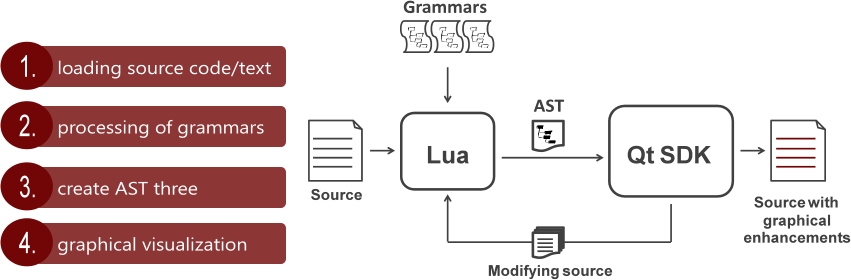 1. loading source code/text
2. processing of grammars
3. create AST three
4. graphical visualization
Grammars
Source
Lua
AST
Qt SDK
Source with
graphical
enhancements
Modifying source